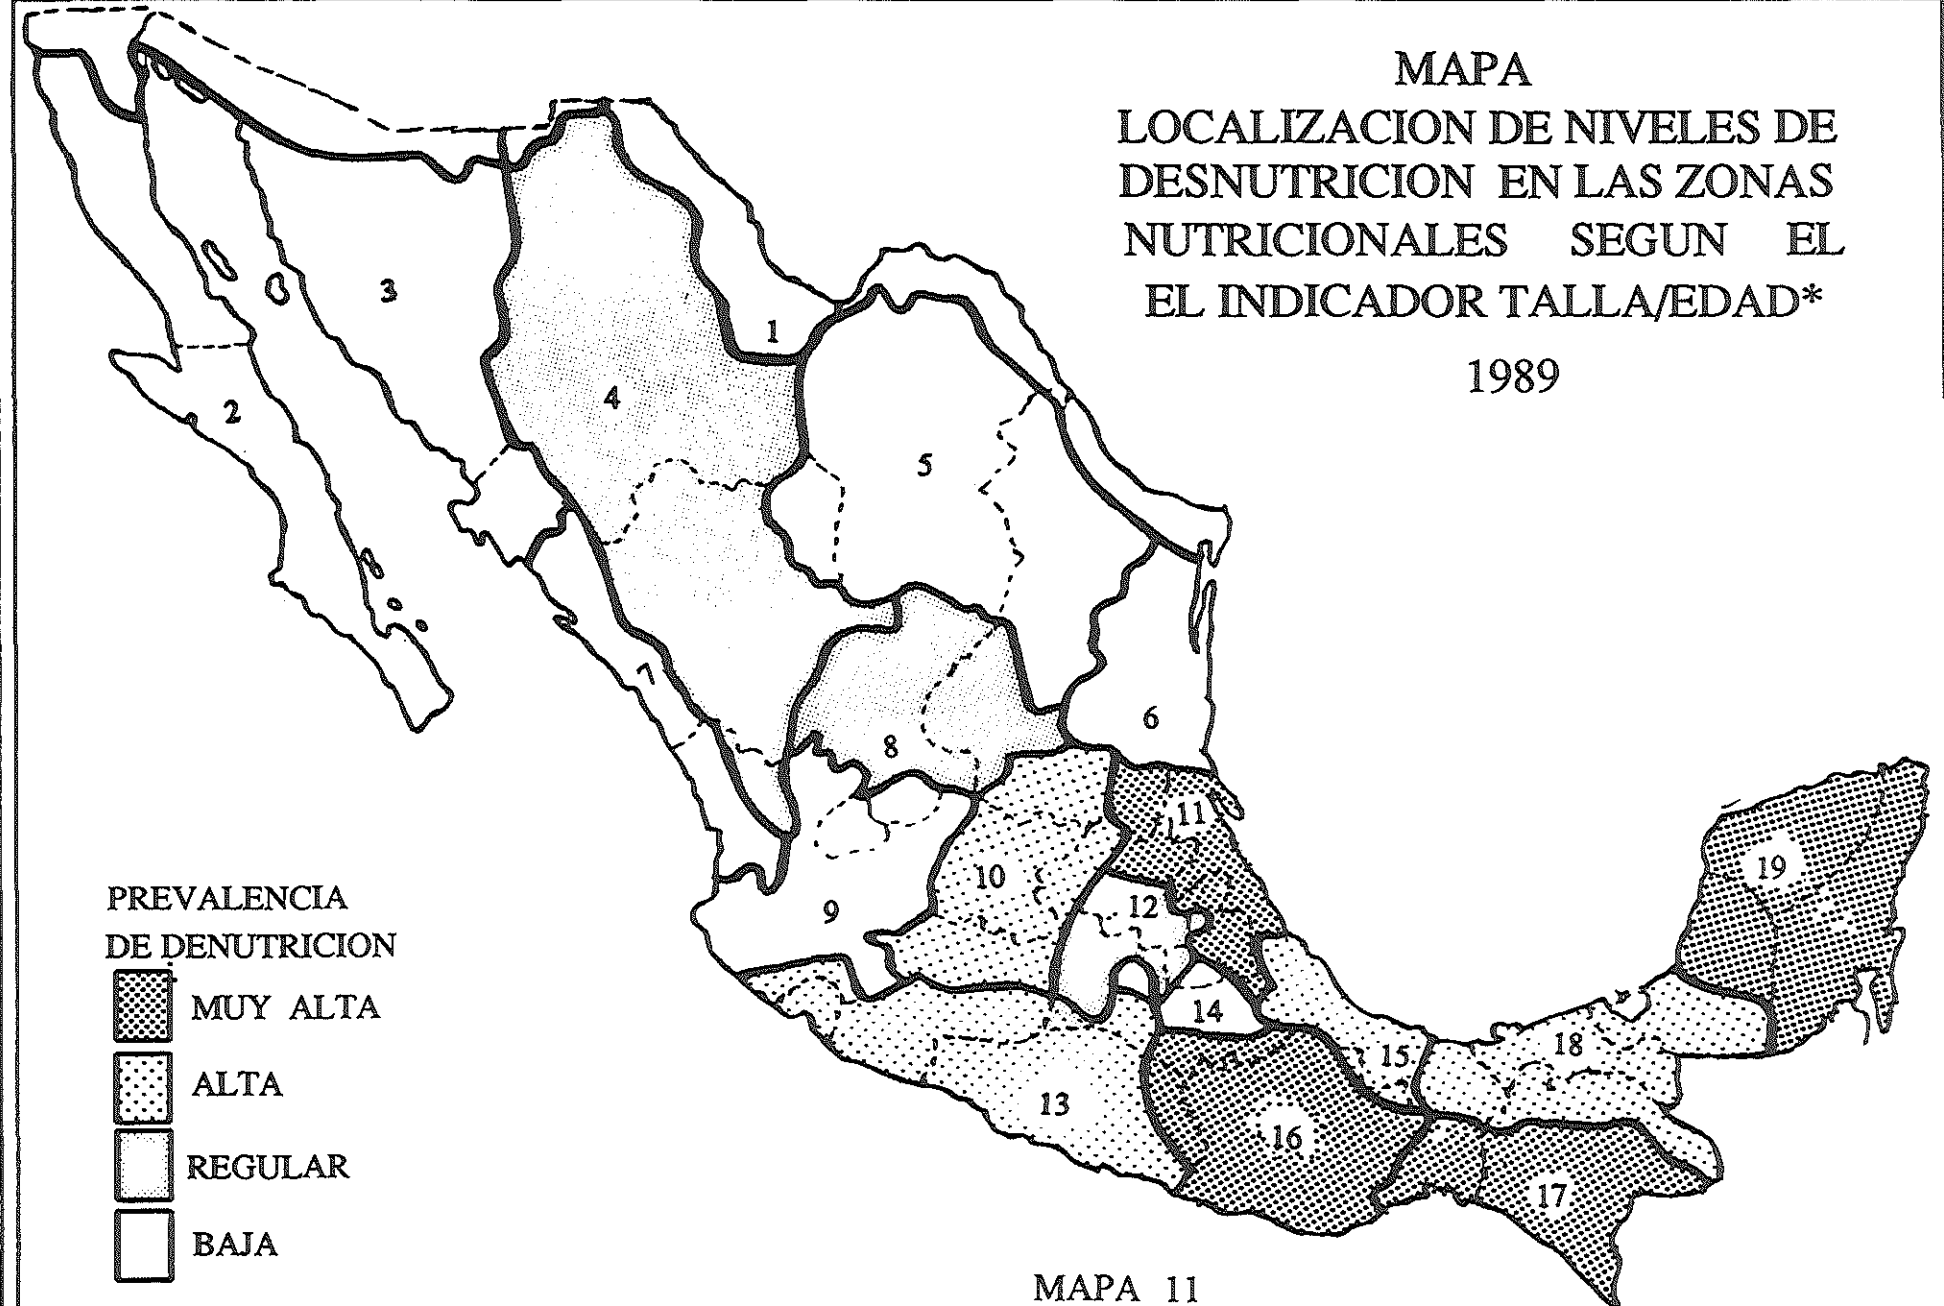 MAPA
LOCALIZACION DE NIVELES DE
DESNUTRICION EN LAS ZONAS
NUTRICIONALES SEGUN EL
EL INDICADOR TALLA/EDAD*
1989
3
1
4
2
5
7
6
8
11
19
10
12
9
14
18
15
13
16
17
PREVALENCIA
DE DENUTRICION
MUY ALTA
ALTA
REGULAR
BAJA
MAPA 11